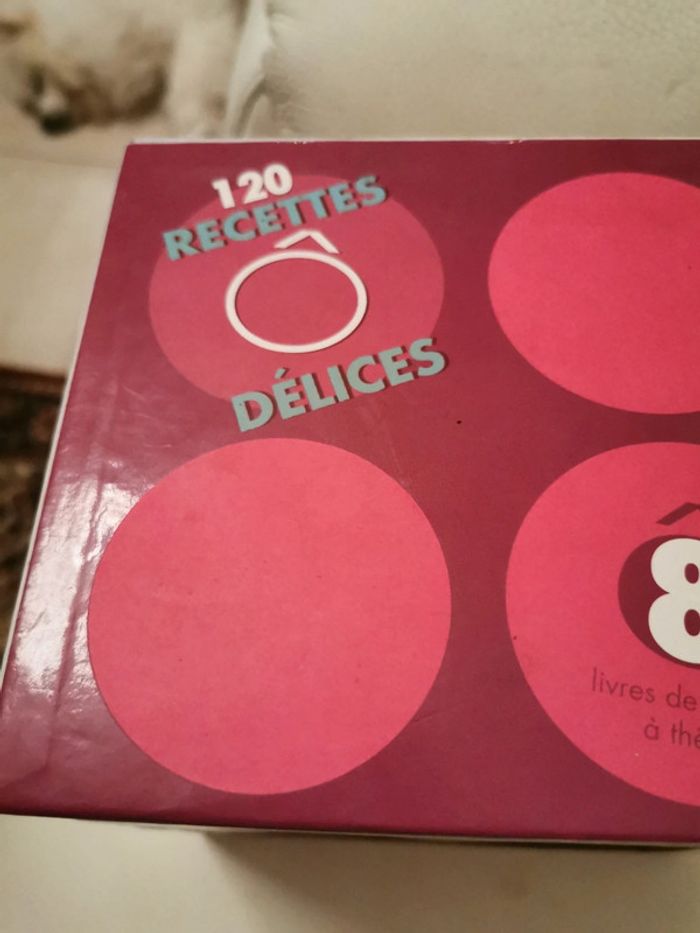 120
RECETTES
Ô
DÉLICES
8
livres de
à thè